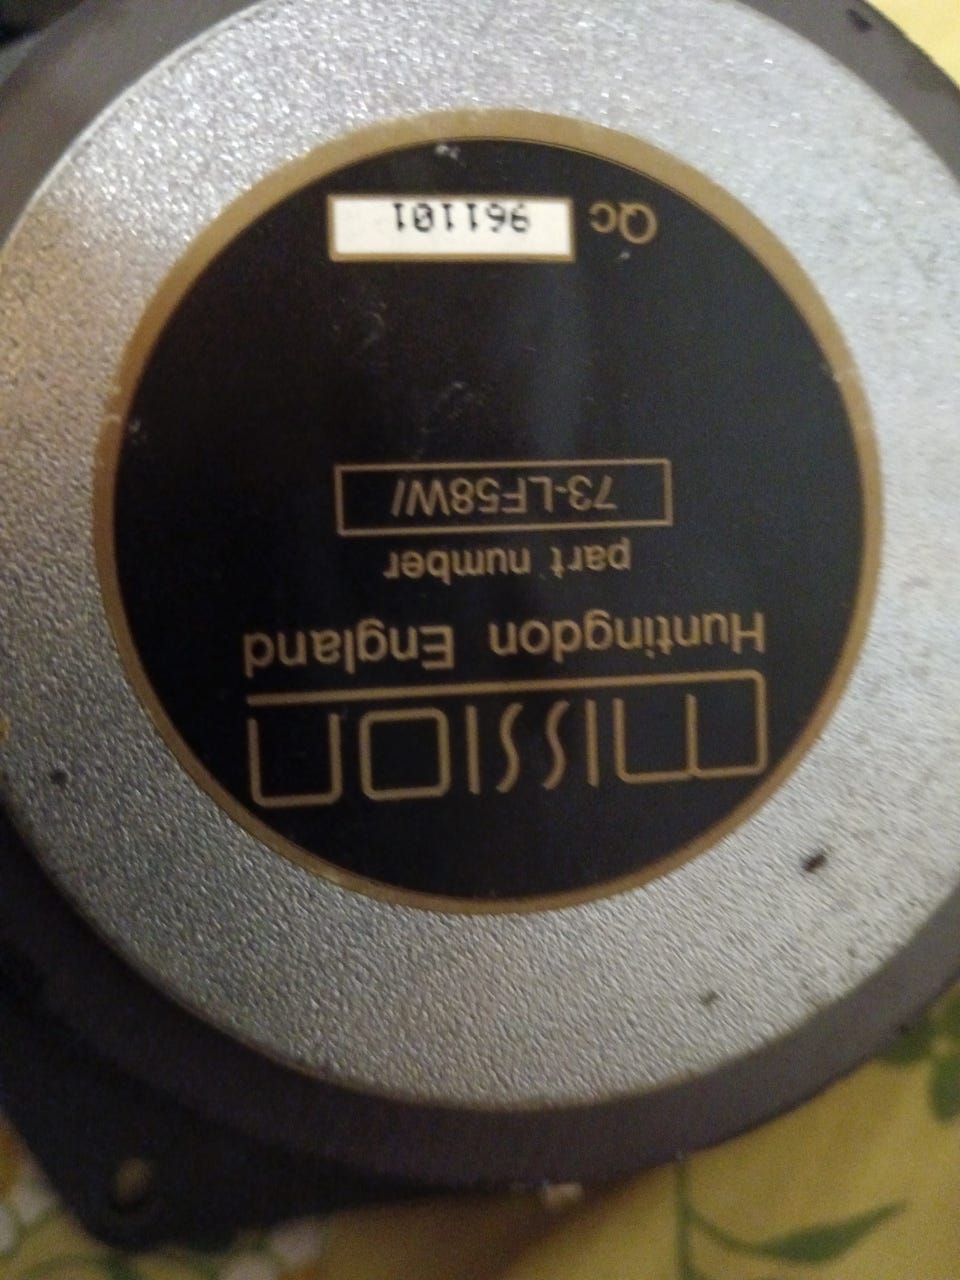 mission
Huntingdon England
part number
73-LF58W/
Qc 961101